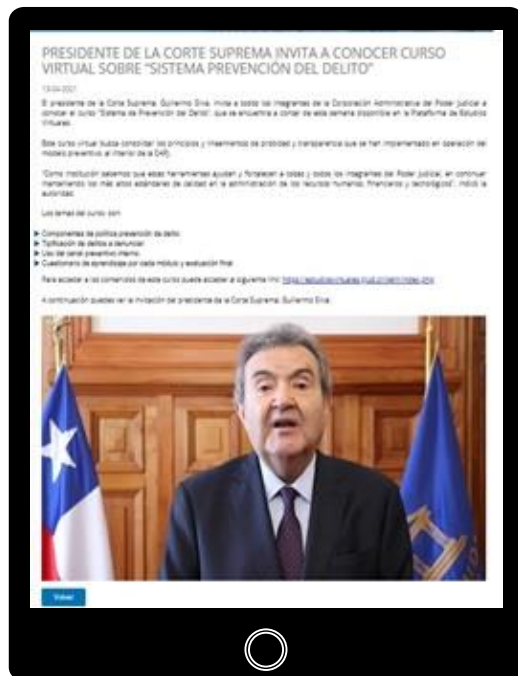 PRESIDENTE DE LA CORTE SUPREMA INVITA A CONOCER CURSO
VIRTUAL SOBRE "SISTEMA PREVENCIÓN DEL DELITO"
13-04-2021
El presidente de la Corte Suprema, Guillermo Silva, invita a todos los integrantes de la Corporación Administrativa del Poder Judicial a
conocer el curso "Sistema de Prevención del Delito", que se encuentra a contar de esta semana disponible en la Plataforma de Estudios
Virtuales.
Este curso virtual busca consolidar los principios y lineamientos de probidad y transparencia que se han implementado en operación del
modelo preventivo, al interior de la CAPJ.
"Como institución sabemos que estas herramientas ayudan y fortalecen a todas y todos los integrantes del Poder Judicial, en continuar
manteniendo los más altos estándares de calidad en la administración de los recursos humanos, financieros y tecnológicos", indicó la
autoridad.
Los temas del curso son:
Componentes de política prevención de delito
Tipificación de delitos a denunciar
Uso del canal preventivo interno
Cuestionario de aprendizaje por cada módulo y evaluación final
Para acceder a los contenidos de este curso puede acceder al siguiente link:
A continuación puedes ver la invitación del presidente de la Corte Suprema, Guillermo Silva:
Volver